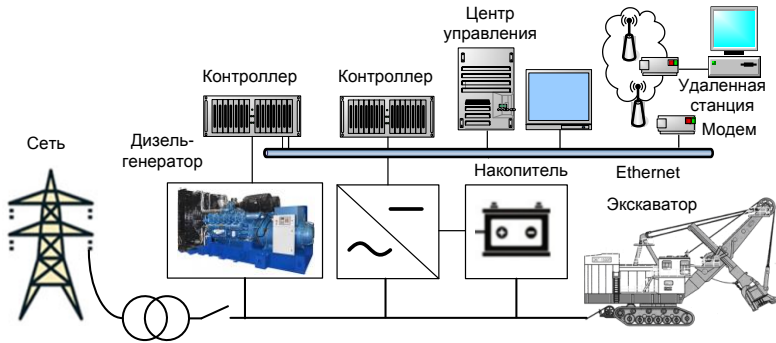 Центр
управления
Контроллер
Контроллер
Удаленная
станция
Модем
Сеть
Дизель-
генератор
Накопитель
Ethernet
Экскаватор